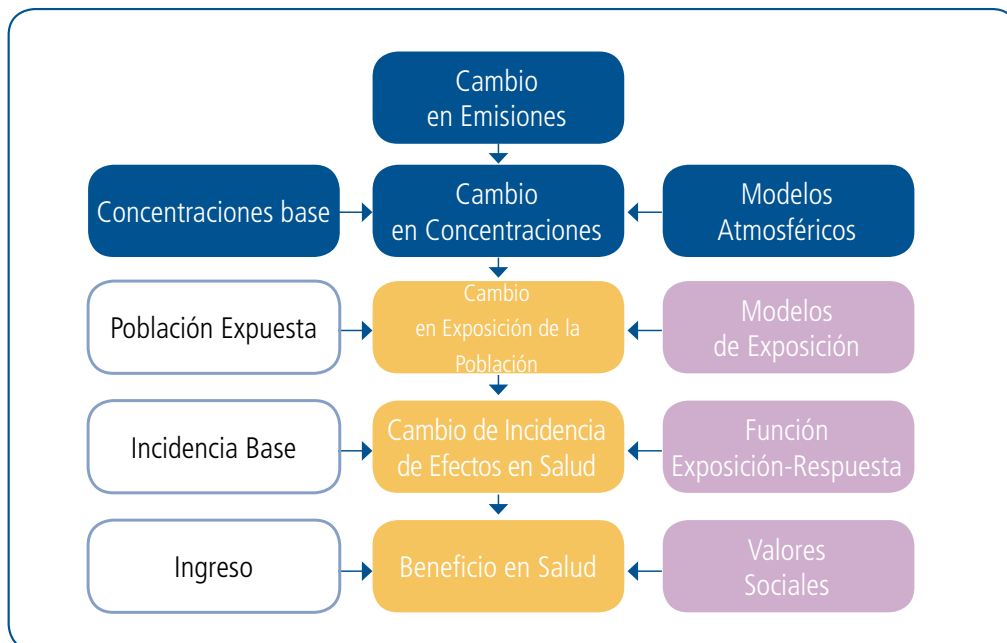 Cambio
en Emisiones
Concentraciones base
Cambio
en Concentraciones
Modelos
Atmosféricos
Población Expuesta
Cambio
en Exposición de la
Población
Modelos
de Exposición
Incidencia Base
Cambio de Incidencia
de Efectos en Salud
Función
Exposición-Respuesta
Ingreso
Beneficio en Salud
Valores
Sociales